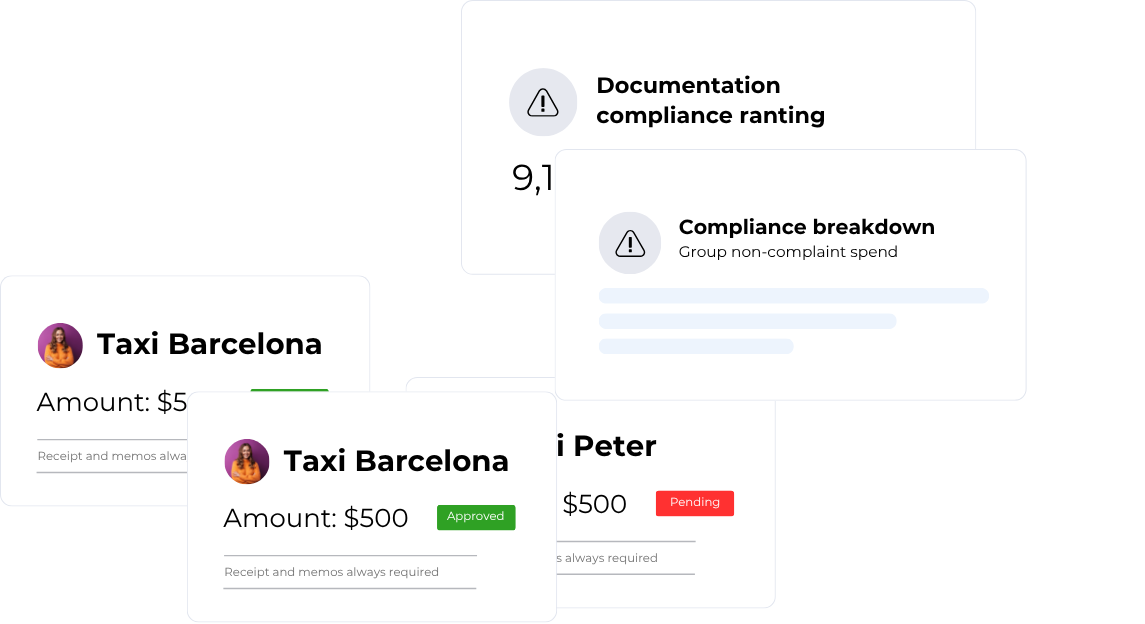 Documentation
compliance ranting
9,1
Compliance breakdown
Group non-complaint spend
Taxi Barcelona
Amount: $5
Receipt and memos alwa
Taxi Barcelona
Amount: $500
Approved
Receipt and memos always required
i Peter
$500
Pending
s always required